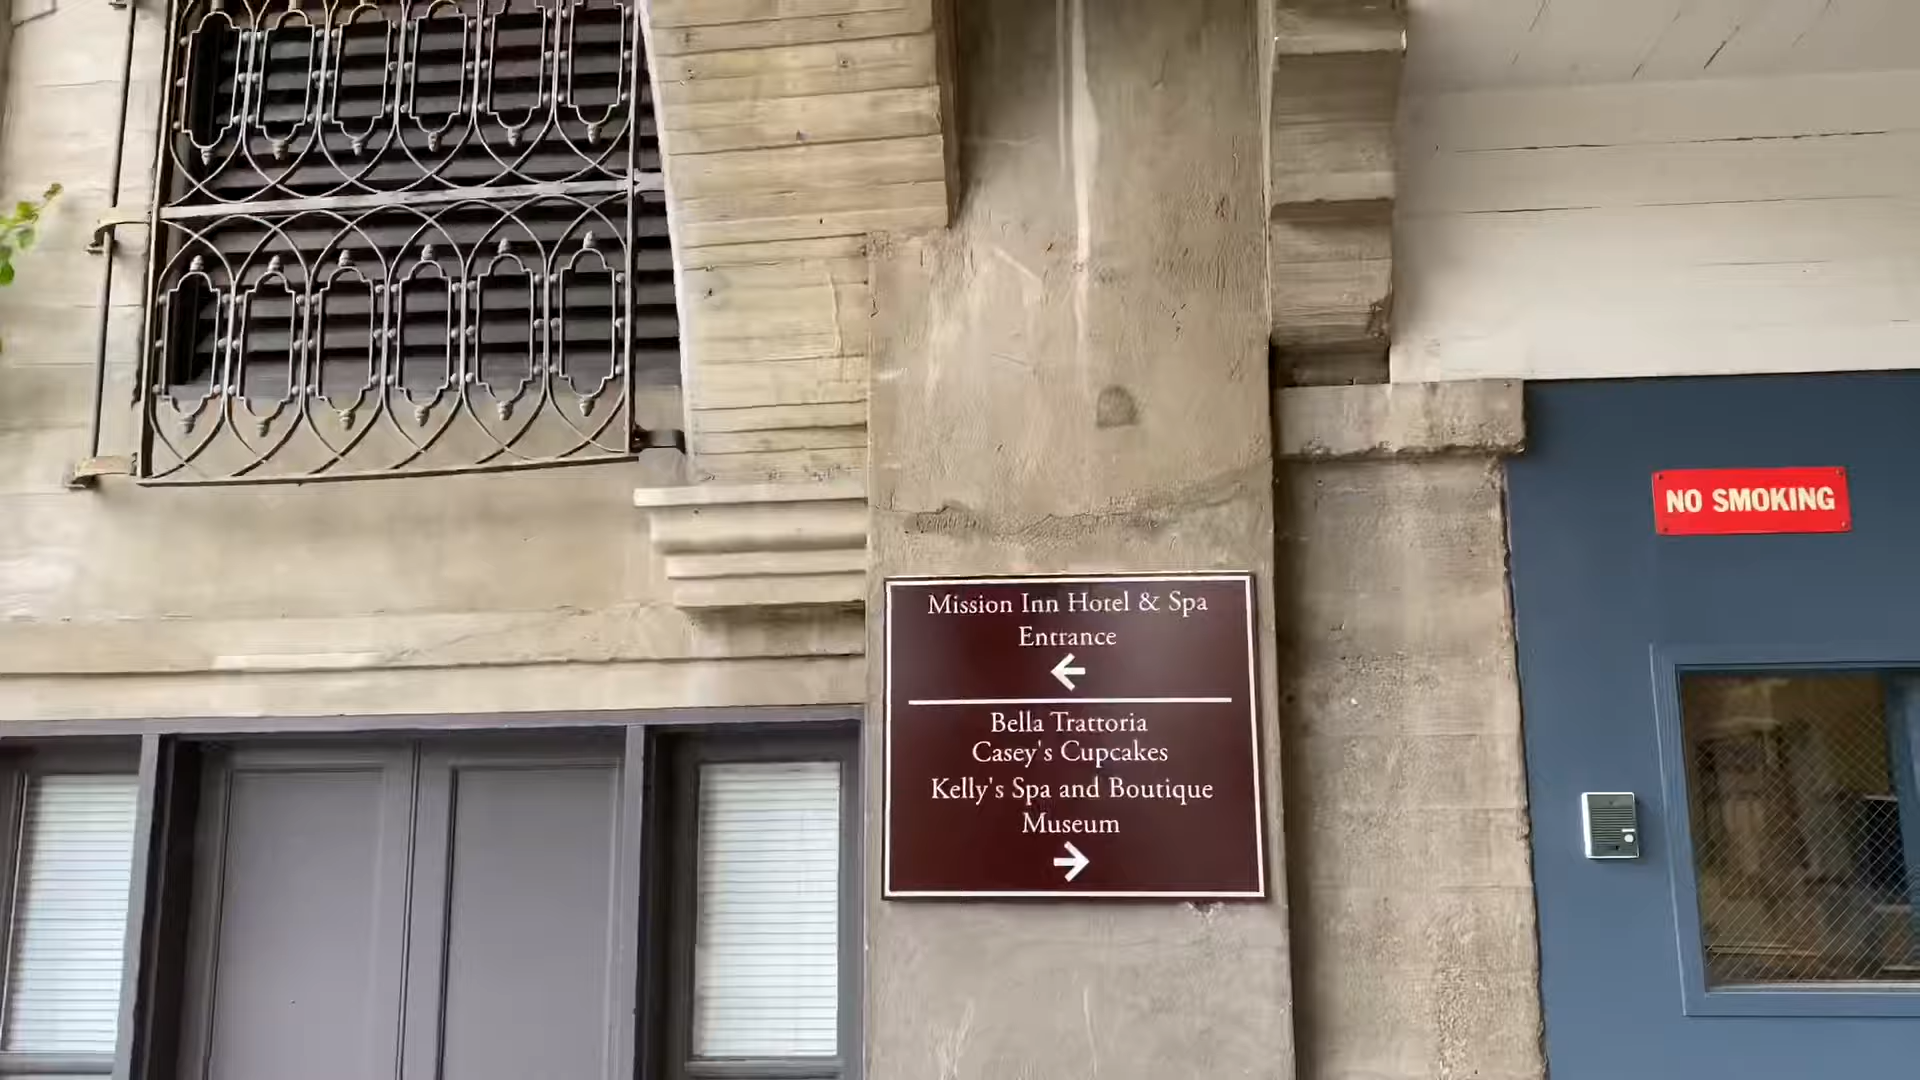 Mission Inn Hotel & Spa
Entrance
←
Bella Trattoria
Casey's Cupcakes
Kelly's Spa and Boutique
Museum
→
NO SMOKING